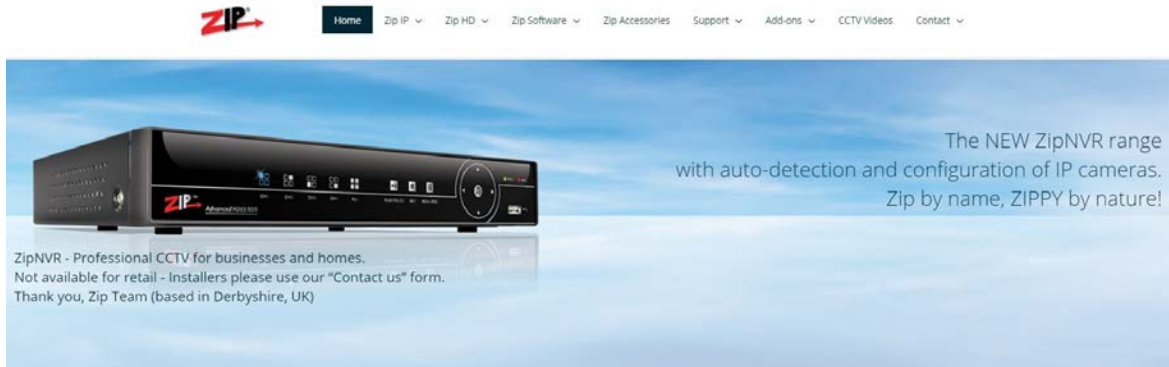 ZIP
Home Zip IP Zip HD Zip Software Zip Accessories Support Add-ons CCTV Videos Contact
The NEW ZipNVR range
with auto-detection and configuration of IP cameras.
Zip by name, ZIPPY by nature!
ZIP
ZipNVR - Professional CCTV for businesses and homes.
Not available for retail - Installers please use our "Contact us" form.
Thank you, Zip Team (based in Derbyshire, UK)